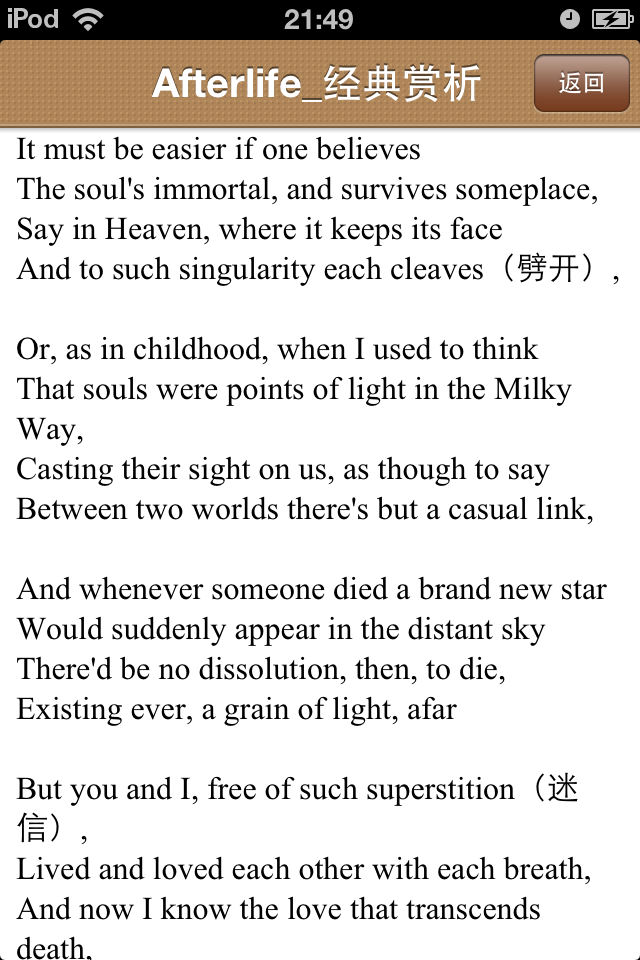 iPod 21:49
Afterlife_经典赏析 返回
It must be easier if one believes
The soul's immortal, and survives someplace,
Say in Heaven, where it keeps its face
And to such singularity each cleaves（劈开）,
Or, as in childhood, when I used to think
That souls were points of light in the Milky
Way,
Casting their sight on us, as though to say
Between two worlds there's but a casual link,
And whenever someone died a brand new star
Would suddenly appear in the distant sky
There'd be no dissolution, then, to die,
Existing ever, a grain of light, afar
But you and I, free of such superstition（迷
信）,
Lived and loved each other with each breath,
And now I know the love that transcends
death,